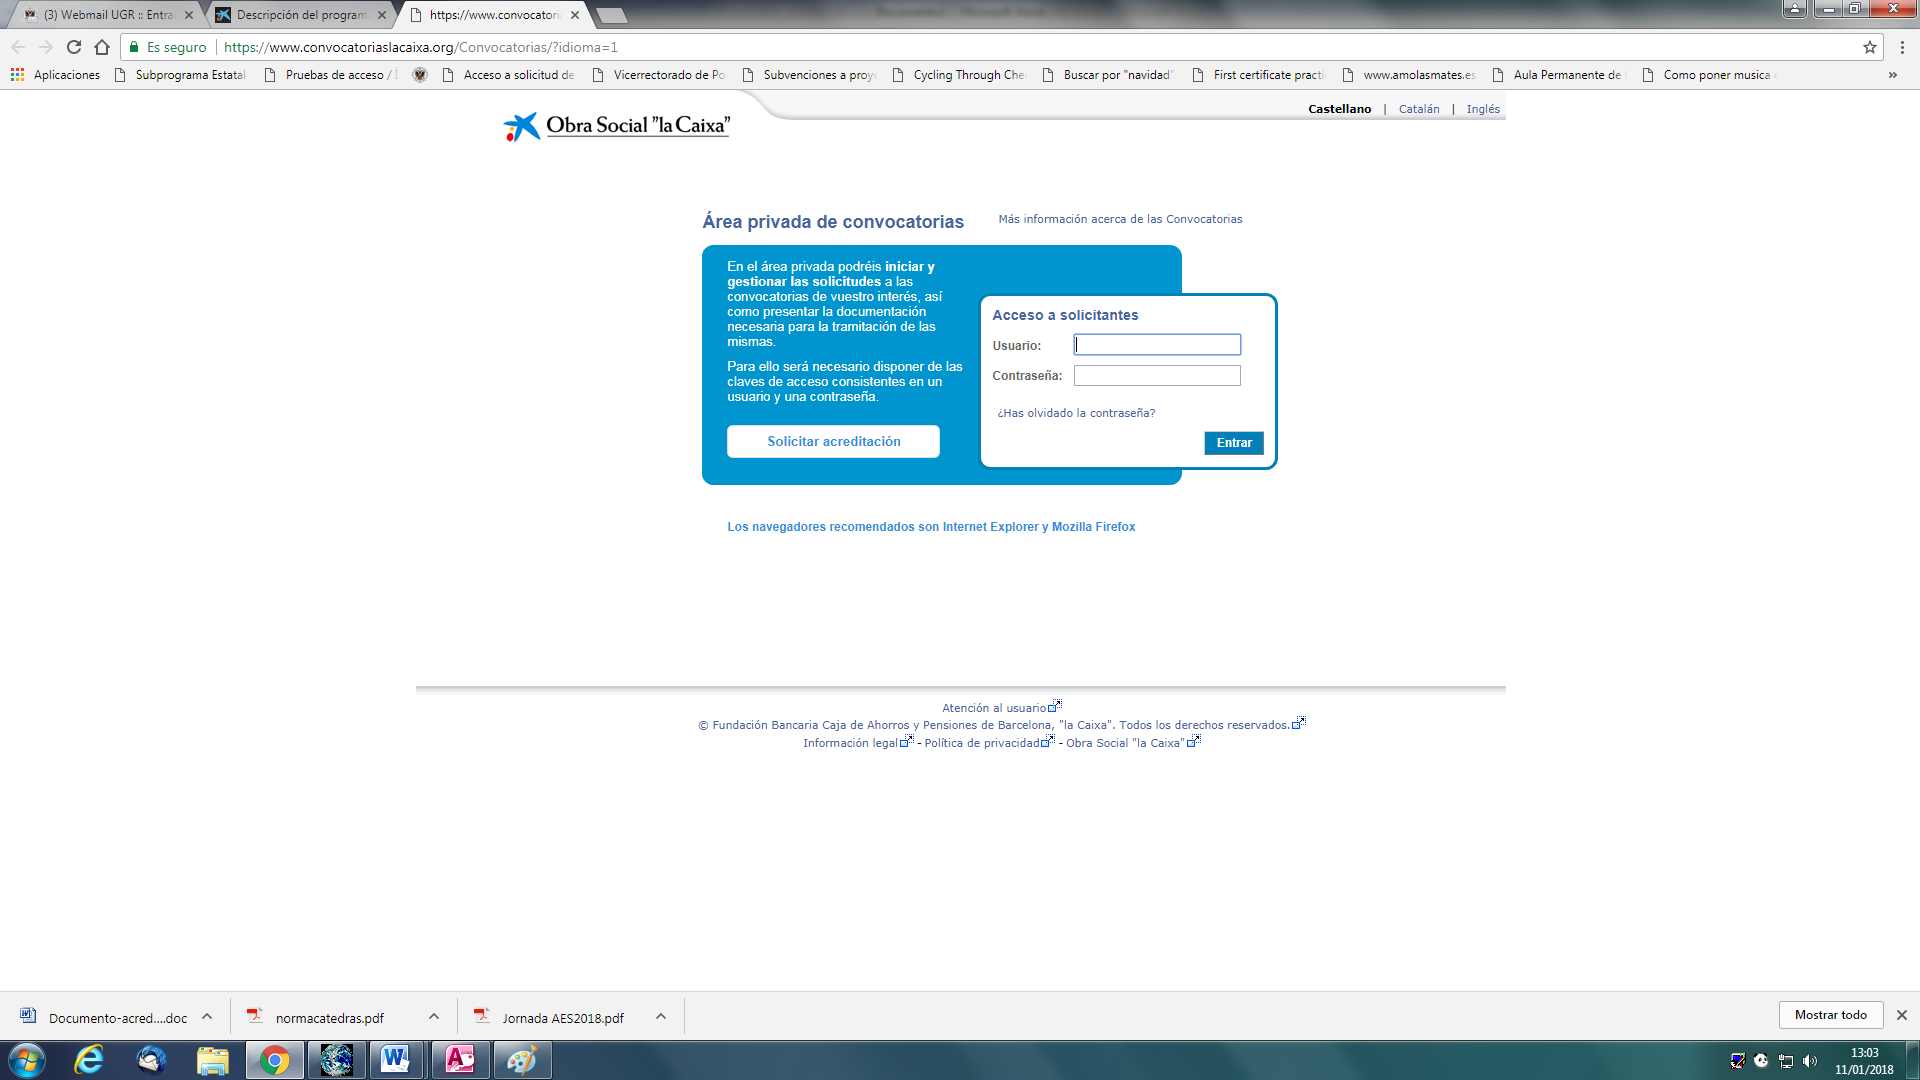 (3) Webmail UGR :: Entra
Descripción del program
https://www.convocatori
Es seguro
https://www.convocatoriaslacaixa.org/Convocatorias/?idioma=1
Aplicaciones
Subprograma Estatal
Pruebas de acceso /
Acceso a solicitud de
Vicerrectorado de Po
Subvenciones a proye
Cycling Through Che
Buscar por "navidad"
First certificate practi
www.amolasmates.es
Aula Permanente de
Como poner musica
»
Castellano | Catalán | Inglés
Obra Social "la Caixa"
Área privada de convocatorias
Más información acerca de las Convocatorias
En el área privada podréis iniciar y
gestionar las solicitudes a las
convocatorias de vuestro interés, así
como presentar la documentación
necesaria para la tramitación de las
mismas.
Para ello será necesario disponer de las
claves de acceso consistentes en un
usuario y una contraseña.
Solicitar acreditación
Acceso a solicitantes
Usuario:
Contraseña:
¿Has olvidado la contraseña?
Entrar
Los navegadores recomendados son Internet Explorer y Mozilla Firefox
Atención al usuario
© Fundación Bancaria Caja de Ahorros y Pensiones de Barcelona, "la Caixa". Todos los derechos reservados.
Información legal - Política de privacidad - Obra Social "la Caixa"
Documento-acred....doc
normacatedras.pdf
Jornada AES2018.pdf
Mostrar todo
13:03
11/01/2018